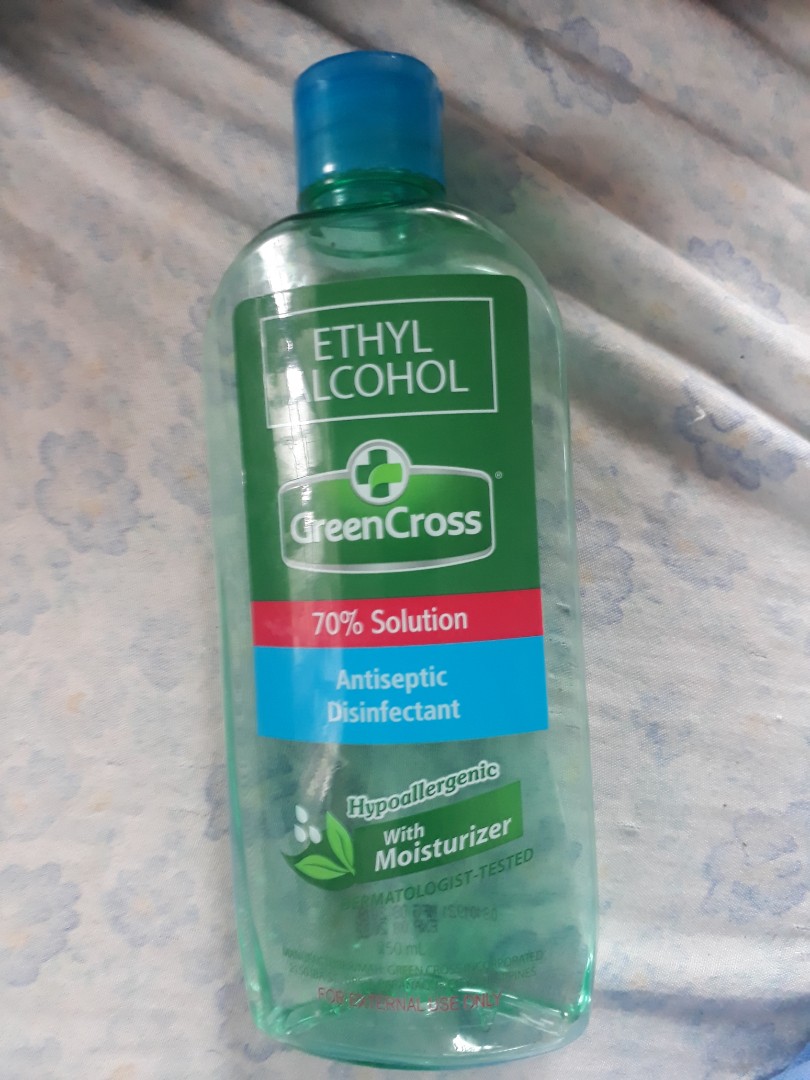 ETHYL
ALCOHOL
GreenCross®
70% Solution
Antiseptic
Disinfectant
Hypoallergenic
With
Moisturizer
DERMATOLOGIST-TESTED
FOR EXTERNAL USE ONLY